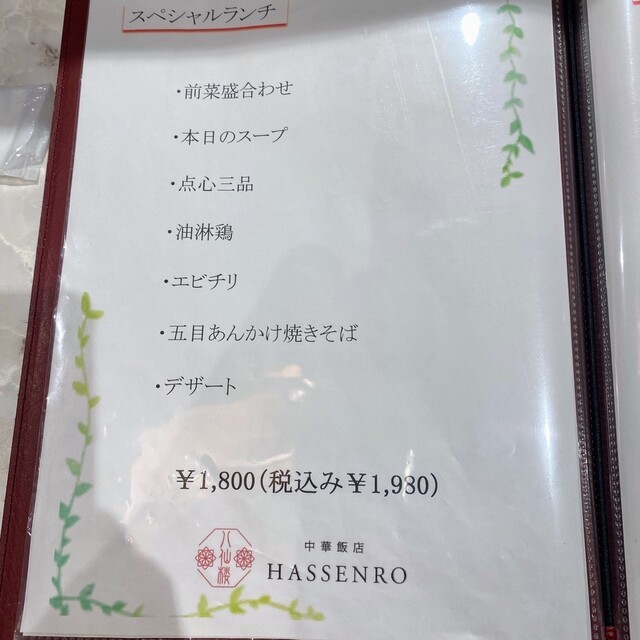 スペシャルランチ
・前菜盛合わせ
・本日のスープ
・点心三品
・油淋鶏
・エビチリ
・五目あんかけ焼きそば
・デザート
￥1,800(税込み￥1,980)
八仙楼
中華飯店
HASSENRO